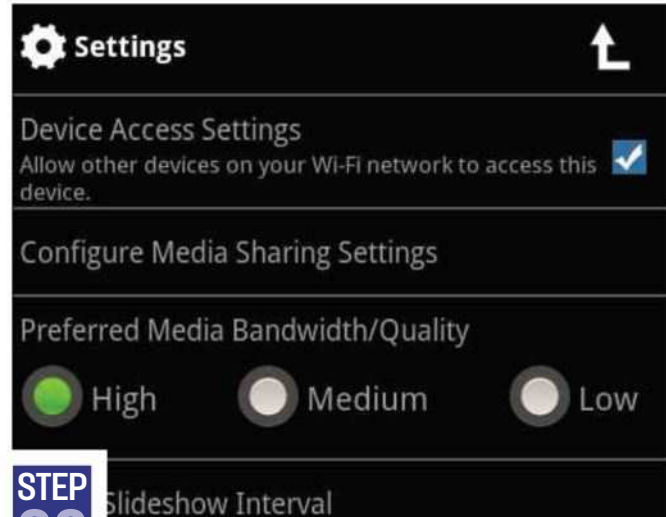 Settings
Device Access Settings
Allow other devices on your Wi-Fi network to access this
device.
Configure Media Sharing Settings
Preferred Media Bandwidth/Quality
High Medium Low
STEP
Slideshow Interval